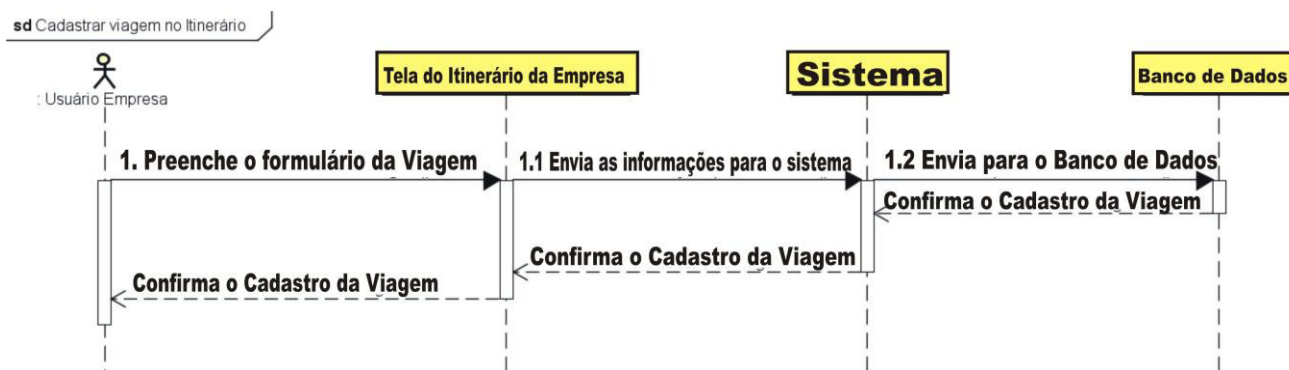 sd Cadastrar viagem no Itinerário
: Usuário Empresa
Tela do Itinerário da Empresa
Sistema
Banco de Dados
1. Preenche o formulário da Viagem
1.1 Envia as informações para o sistema
1.2 Envia para o Banco de Dados
Confirma o Cadastro da Viagem
Confirma o Cadastro da Viagem
Confirma o Cadastro da Viagem